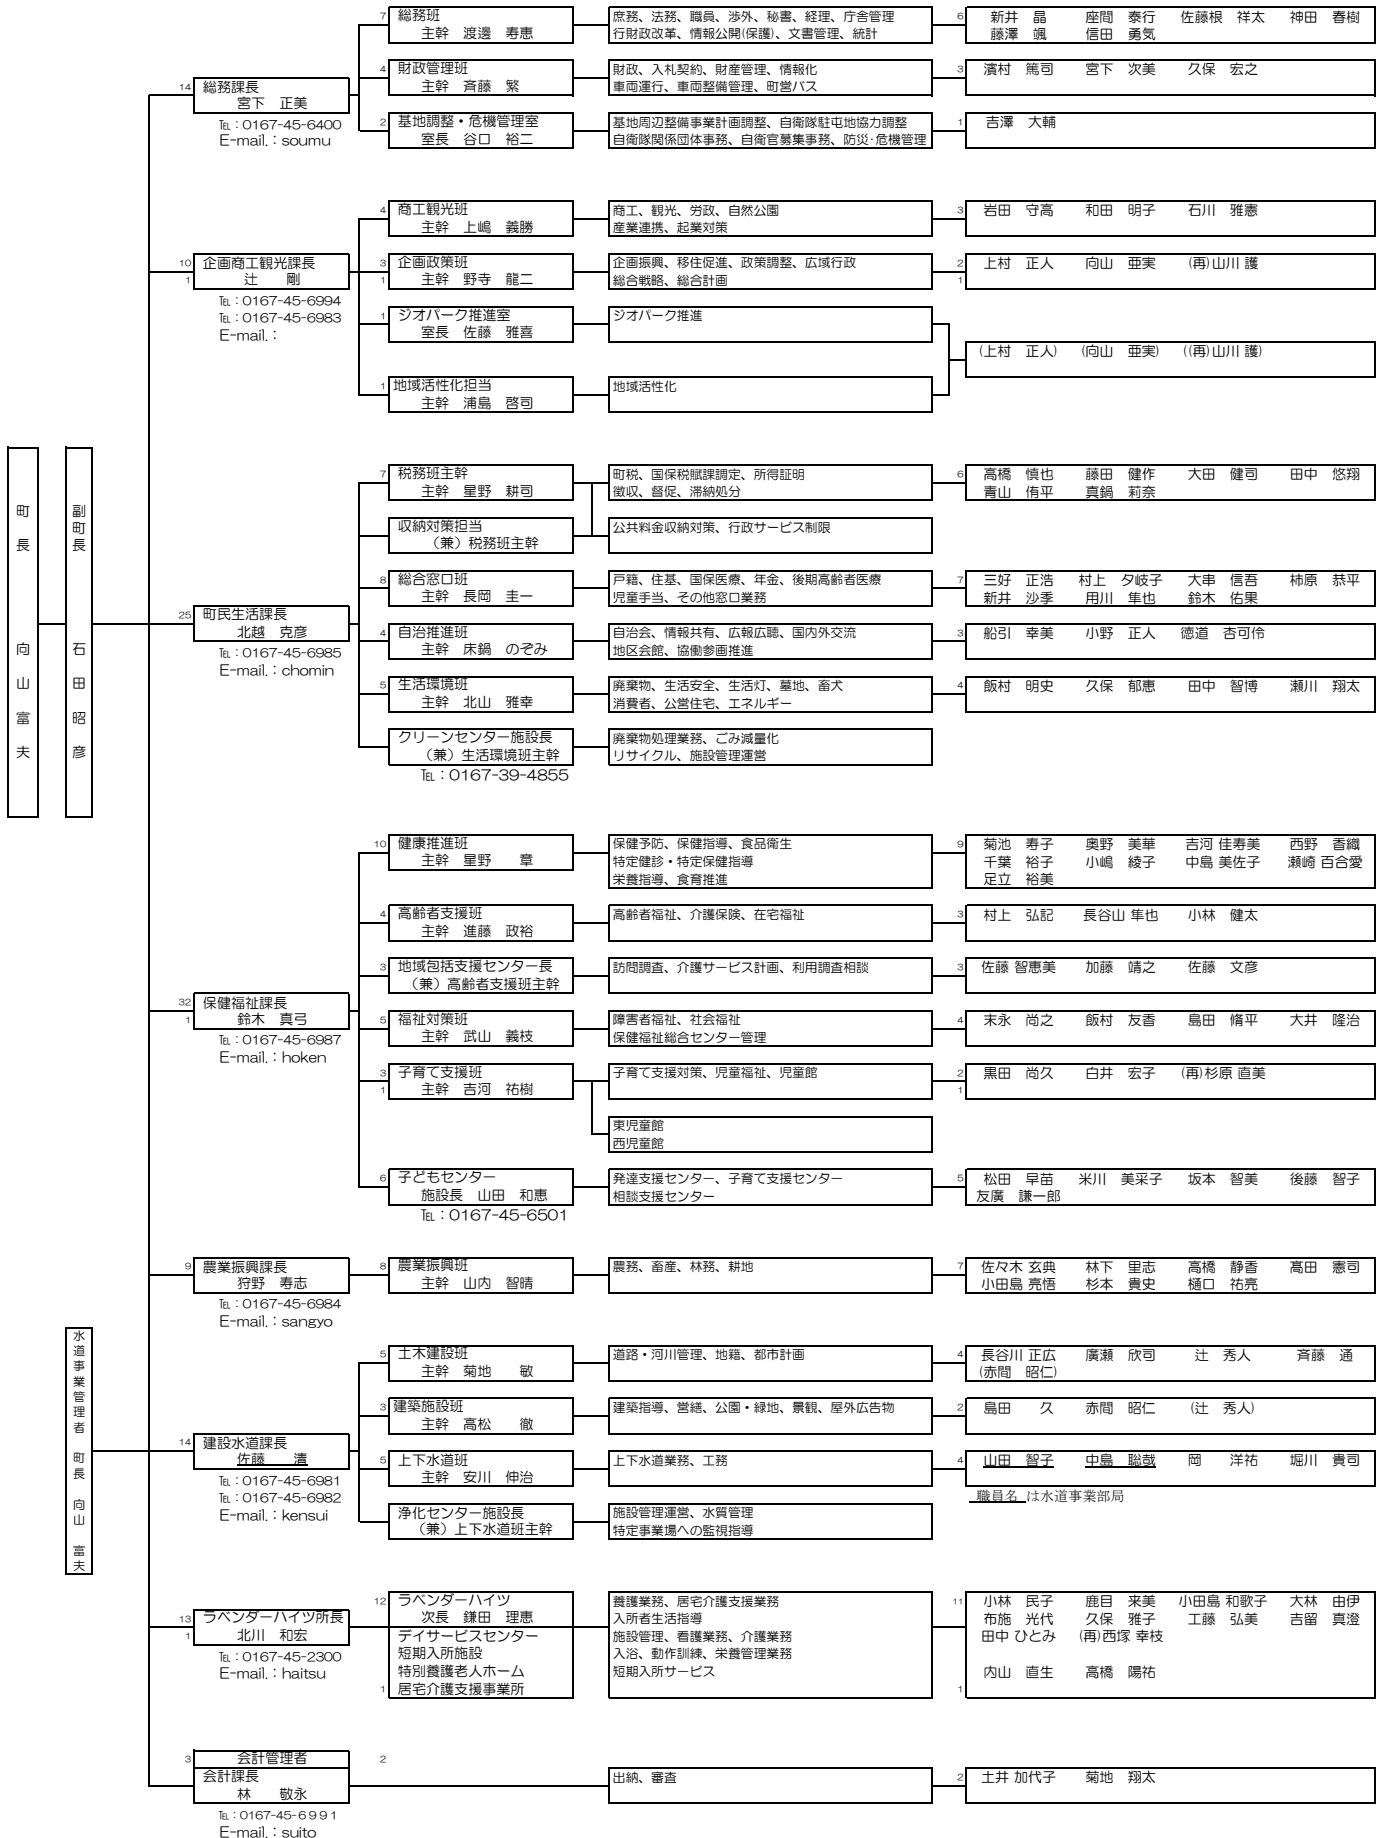 町長 向山富夫
副町長 石田昭彦
水道事業管理者 町長 向山 富夫
14 総務課長
宮下 正美
℡：0167-45-6400
E-mail.：soumu
7 総務班
主幹 渡邊 寿恵
庶務、法務、職員、渉外、秘書、経理、庁舎管理
行財政改革、情報公開(保護)、文書管理、統計
6 新井 晶 座間 泰行 佐藤根 祥太 神田 春樹
藤澤 颯 信田 勇気
4 財政管理班
主幹 斉藤 繁
財政、入札契約、財産管理、情報化
車両運行、車両整備管理、町営バス
3 濱村 篤司 宮下 次美 久保 宏之
2 基地調整・危機管理室
室長 谷口 裕二
基地周辺整備事業計画調整、自衛隊駐屯地協力調整
自衛隊関係団体事務、自衛官募集事務、防災･危機管理
1 吉澤 大輔
10 企画商工観光課長
1 辻 剛
℡：0167-45-6994
℡：0167-45-6983
E-mail.：
4 商工観光班
主幹 上嶋 義勝
商工、観光、労政、自然公園
産業連携、起業対策
3 岩田 守高 和田 明子 石川 雅憲
3 企画政策班
1 主幹 野寺 龍二
企画振興、移住促進、政策調整、広域行政
総合戦略、総合計画
2 上村 正人 向山 亜実 (再)山川 護
1
1 ジオパーク推進室
室長 佐藤 雅喜
ジオパーク推進
(上村 正人) (向山 亜実) ((再)山川 護)
1 地域活性化担当
主幹 浦島 啓司
地域活性化
25 町民生活課長
北越 克彦
℡：0167-45-6985
E-mail.：chomin
7 税務班主幹
主幹 星野 耕司
町税、国保税賦課調定、所得証明
徴収、督促、滞納処分
6 高橋 慎也 藤田 健作 大田 健司 田中 悠翔
青山 侑平 真鍋 莉奈
収納対策担当
（兼）税務班主幹
公共料金収納対策、行政サービス制限
8 総合窓口班
主幹 長岡 圭一
戸籍、住基、国保医療、年金、後期高齢者医療
児童手当、その他窓口業務
7 三好 正浩 村上 夕岐子 大串 信吾 柿原 恭平
新井 沙季 用川 隼也 鈴木 佑果
4 自治推進班
主幹 床鍋 のぞみ
自治会、情報共有、広報広聴、国内外交流
地区会館、協働参画推進
3 船引 幸美 小野 正人 徳道 杏可伶
5 生活環境班
主幹 北山 雅幸
廃棄物、生活安全、生活灯、墓地、畜犬
消費者、公営住宅、エネルギー
4 飯村 明史 久保 郁恵 田中 智博 瀬川 翔太
クリーンセンター施設長
（兼）生活環境班主幹
℡：0167-39-4855
廃棄物処理業務、ごみ減量化
リサイクル、施設管理運営
32 保健福祉課長
1 鈴木 真弓
℡：0167-45-6987
E-mail.：hoken
10 健康推進班
主幹 星野 章
保健予防、保健指導、食品衛生
特定健診・特定保健指導
栄養指導、食育推進
9 菊池 寿子 奥野 美華 吉河 佳寿美 西野 香織
千葉 裕子 小嶋 綾子 中島 美佐子 瀬崎 百合愛
足立 裕美
4 高齢者支援班
主幹 進藤 政裕
高齢者福祉、介護保険、在宅福祉
3 村上 弘記 長谷山 隼也 小林 健太
3 地域包括支援センター長
（兼）高齢者支援班主幹
訪問調査、介護サービス計画、利用調査相談
3 佐藤 智恵美 加藤 靖之 佐藤 文彦
5 福祉対策班
主幹 武山 義枝
障害者福祉、社会福祉
保健福祉総合センター管理
4 末永 尚之 飯村 友香 島田 脩平 大井 隆治
3 子育て支援班
1 主幹 吉河 祐樹
子育て支援対策、児童福祉、児童館
2 黒田 尚久 白井 宏子 (再)杉原 直美
1
東児童館
西児童館
6 子どもセンター
施設長 山田 和恵
℡：0167-45-6501
発達支援センター、子育て支援センター
相談支援センター
5 松田 早苗 米川 美采子 坂本 智美 後藤 智子
友廣 謙一郎
9 農業振興課長
狩野 寿志
℡：0167-45-6984
E-mail.：sangyo
8 農業振興班
主幹 山内 智晴
農務、畜産、林務、耕地
7 佐々木 玄典 林下 里志 高橋 静香 高田 憲司
小田島 亮悟 杉本 貴史 樋口 祐亮
14 建設水道課長
佐藤 清
℡：0167-45-6981
℡：0167-45-6982
E-mail.：kensui
5 土木建設班
主幹 菊地 敏
道路・河川管理、地籍、都市計画
4 長谷川 正広 廣瀬 欣司 辻 秀人 斉藤 通
(赤間 昭仁)
3 建築施設班
主幹 高松 徹
建築指導、営繕、公園・緑地、景観、屋外広告物
2 島田 久 赤間 昭仁 (辻 秀人)
5 上下水道班
主幹 安川 伸治
上下水道業務、工務
4 山田 智子 中島 聡哉 岡 洋祐 堀川 貴司
職員名 は水道事業部局
浄化センター施設長
（兼）上下水道班主幹
施設管理運営、水質管理
特定事業場への監視指導
13 ラベンダーハイツ所長
1 北川 和宏
℡：0167-45-2300
E-mail.：haitsu
12 ラベンダーハイツ
次長 鎌田 理恵
デイサービスセンター
短期入所施設
特別養護老人ホーム
1 居宅介護支援事業所
養護業務、居宅介護支援業務
入所者生活指導
施設管理、看護業務、介護業務
入浴、動作訓練、栄養管理業務
短期入所サービス
11 小林 民子 鹿目 来美 小田島 和歌子 大林 由伊
布施 光代 久保 雅子 工藤 弘美 吉留 真澄
田中 ひとみ (再)西塚 幸枝
内山 直生 高橋 陽祐
1
3 会計管理者 2
会計課長
林 敬永
℡：0167-45-6991
E-mail.：suito
出納、審査
2 土井 加代子 菊地 翔太